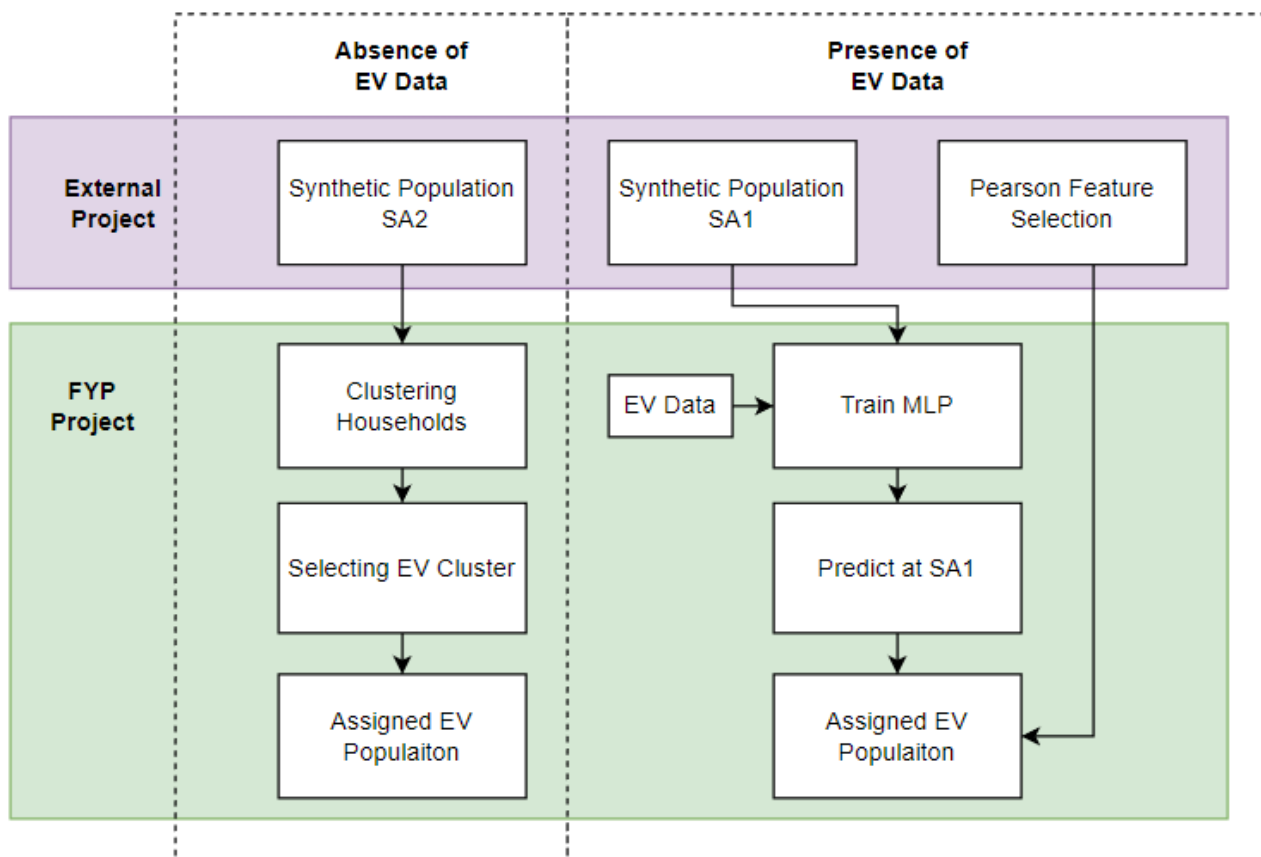 Absence of
EV Data
Presence of
EV Data
External
Project
Synthetic Population
SA2
Synthetic Population
SA1
Pearson Feature
Selection
FYP
Project
Clustering
Households
EV Data
Train MLP
Selecting EV Cluster
Predict at SA1
Assigned EV
Populaiton
Assigned EV
Populaiton